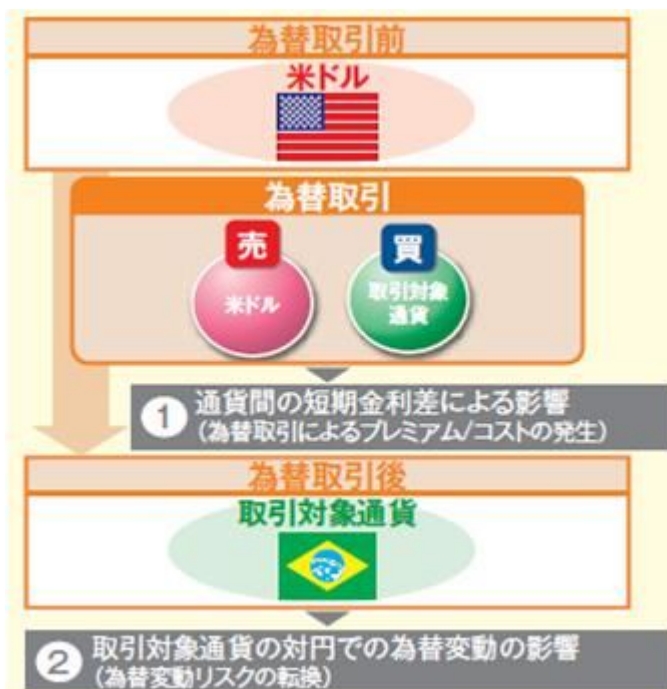 為替取引前
米ドル
為替取引
売
買
米ドル
取引対象
通貨
① 通貨間の短期金利差による影響
(為替取引によるプレミアム/コストの発生)
為替取引後
取引対象通貨
② 取引対象通貨の対円での為替変動の影響
(為替変動リスクの転換)